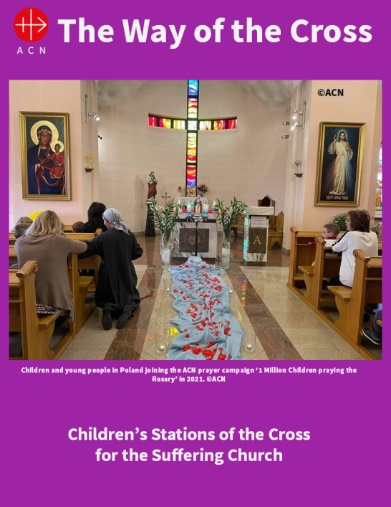 The Way of the Cross
ACN
©ACN
Children and young people in Poland joining the ACN prayer campaign ‘1 Million Children praying the
Rosary’ in 2021. ©ACN
Children’s Stations of the Cross
for the Suffering Church